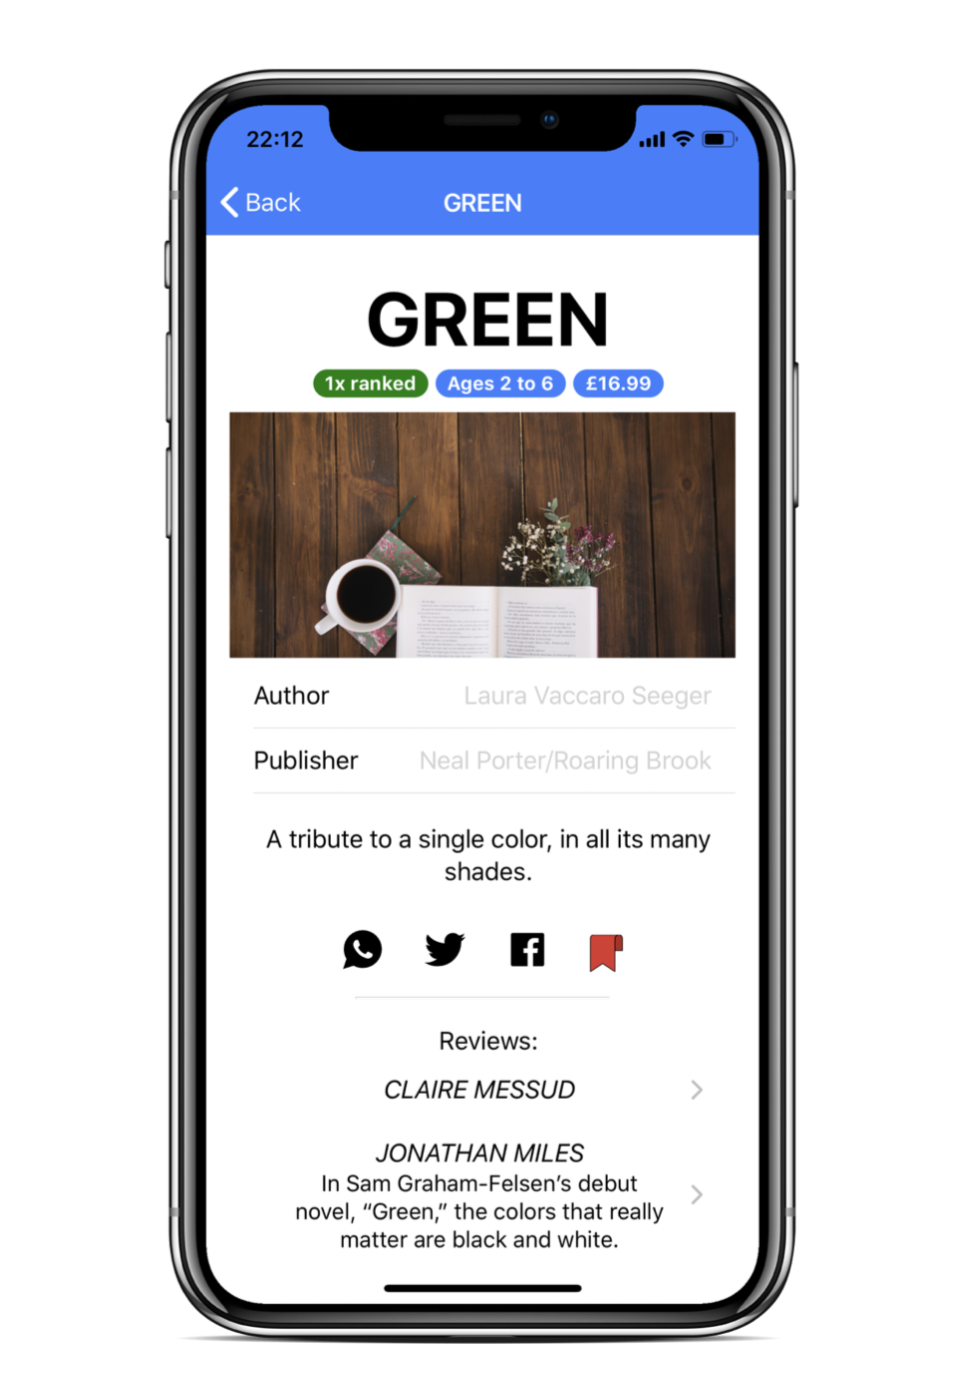 22:12
Back
GREEN
GREEN
1x ranked
Ages 2 to 6
£16.99
Author
Laura Vaccaro Seeger
Publisher
Neal Porter/Roaring Brook
A tribute to a single color, in all its many
shades.
Reviews:
CLAIRE MESSUD
JONATHAN MILES
In Sam Graham-Felsen’s debut
novel, “Green,” the colors that really
matter are black and white.